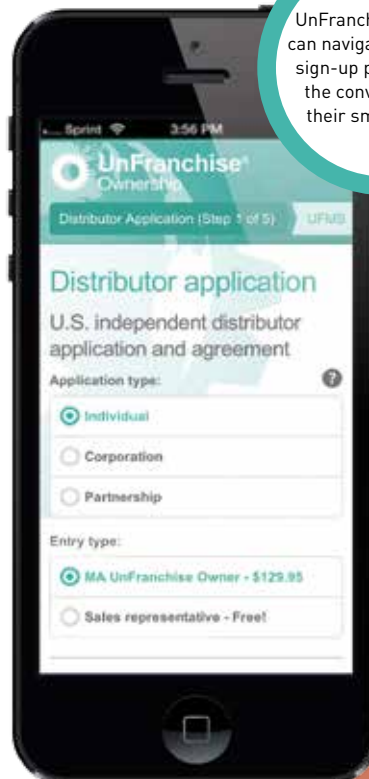 UnFranch
can naviga
sign-up p
the conv
their sm
Sprint 3:56 PM
UnFranchise®
Ownership
Distributor Application (Step 1 of 5) UFMS
Distributor application
U.S. independent distributor
application and agreement
Application type: ?
Individual
Corporation
Partnership
Entry type:
MA UnFranchise Owner - $129.95
Sales representative - Free!